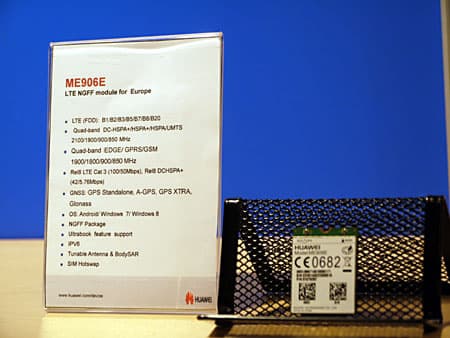 ME906E
LTE NGFF module for Europe
• LTE (FDD): B1/B2/B3/B5/B7/B8/B20
• Quad-band DC-HSPA+/HSPA+/HSPA/UMTS
2100/1900/900/850 MHz
• Quad-band EDGE/ GPRS/GSM
1900/1800/900/850 MHz
• Rel8 LTE Cat 3 (100/50Mbps), Rel8 DCHSPA+
(42/5.76Mbps)
• GNSS: GPS Standalone, A-GPS, GPS XTRA,
Glonass
• OS: Android/ Windows 7/ Windows 8
• NGFF Package
• Ultrabook feature support
• IPV6
• Tunable Antenna & BodySAR
• SIM Hotswap
www.huawei.com/device
HUAWEI
HUAWEI
CE0682